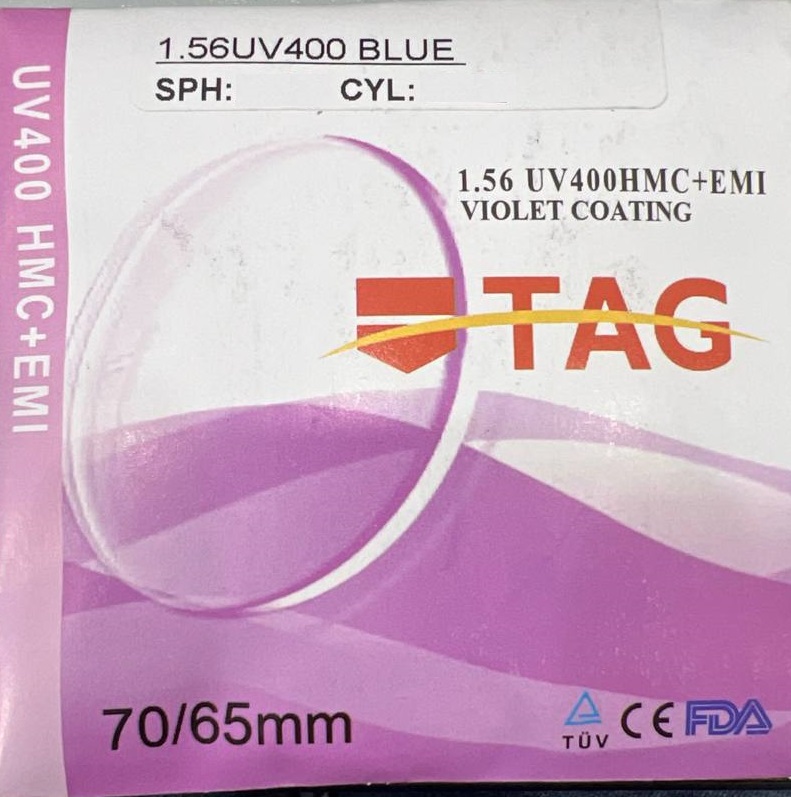 1.56UV400 BLUE
SPH: CYL:
UV400 HMC+EMI
1.56 UV400HMC+EMI
VIOLET COATING
TAG
70/65mm
TÜV CE FDA